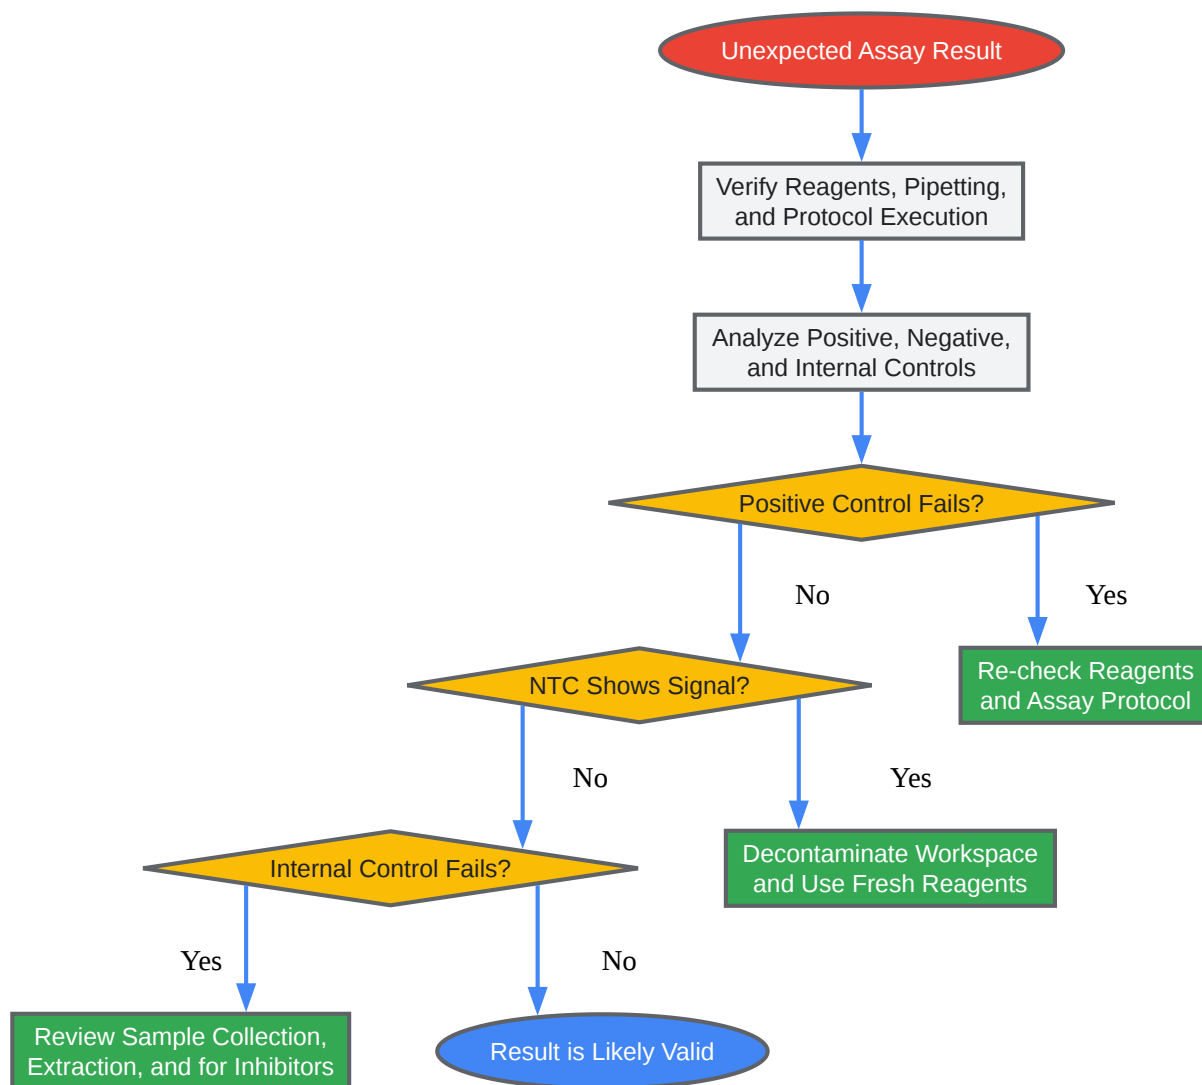 Unexpected Assay Result
Verify Reagents, Pipetting,
and Protocol Execution
Analyze Positive, Negative,
and Internal Controls
Positive Control Fails?
No
Yes
NTC Shows Signal?
Re-check Reagents
and Assay Protocol
No
Yes
Internal Control Fails?
Decontaminate Workspace
and Use Fresh Reagents
Yes
No
Review Sample Collection,
Extraction, and for Inhibitors
Result is Likely Valid